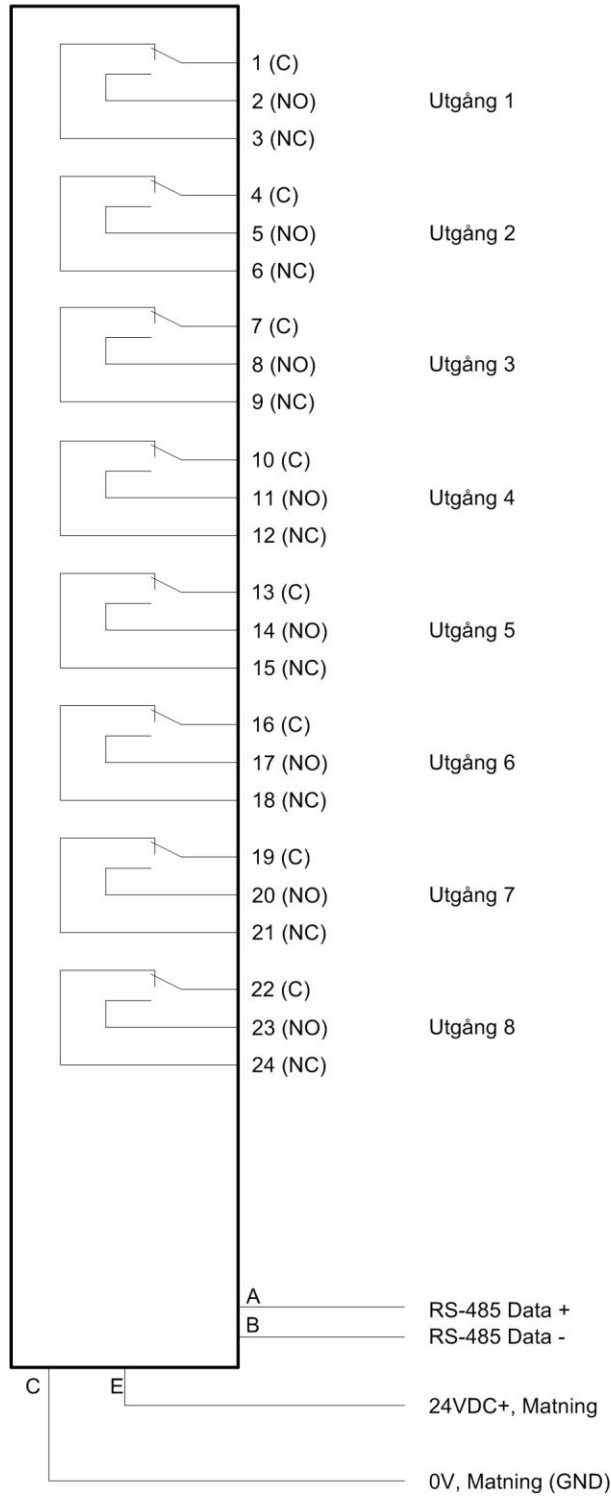 1 (C)
2 (NO) Utgång 1
3 (NC)
4 (C)
5 (NO) Utgång 2
6 (NC)
7 (C)
8 (NO) Utgång 3
9 (NC)
10 (C)
11 (NO) Utgång 4
12 (NC)
13 (C)
14 (NO) Utgång 5
15 (NC)
16 (C)
17 (NO) Utgång 6
18 (NC)
19 (C)
20 (NO) Utgång 7
21 (NC)
22 (C)
23 (NO) Utgång 8
24 (NC)
A RS-485 Data +
B RS-485 Data -
C E
24VDC+, Matning
0V, Matning (GND)